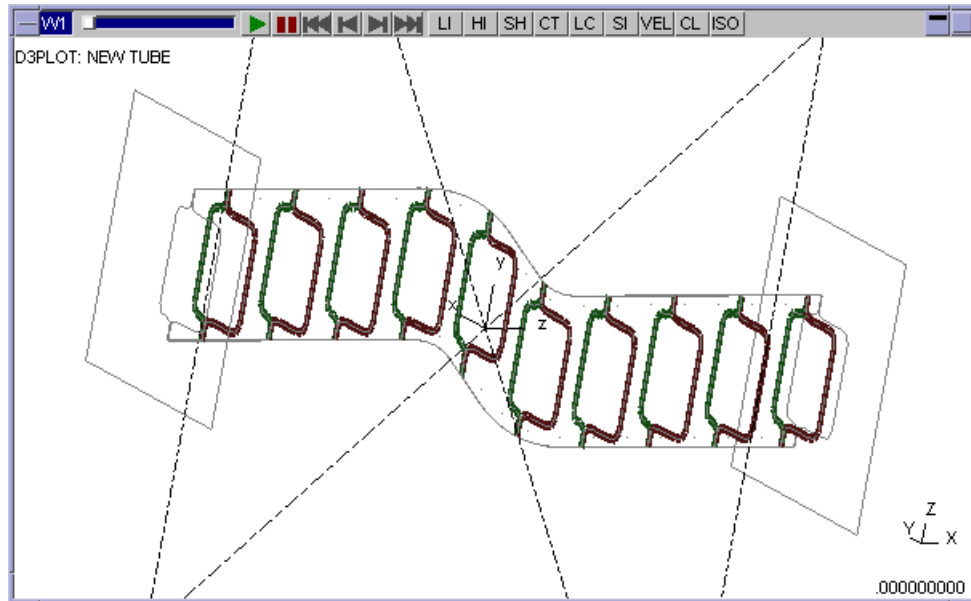 W1 LI HI SH CT LC SI VEL CL ISO
D3PLOT: NEW TUBE
y
x
z
Z
Y X
.000000000